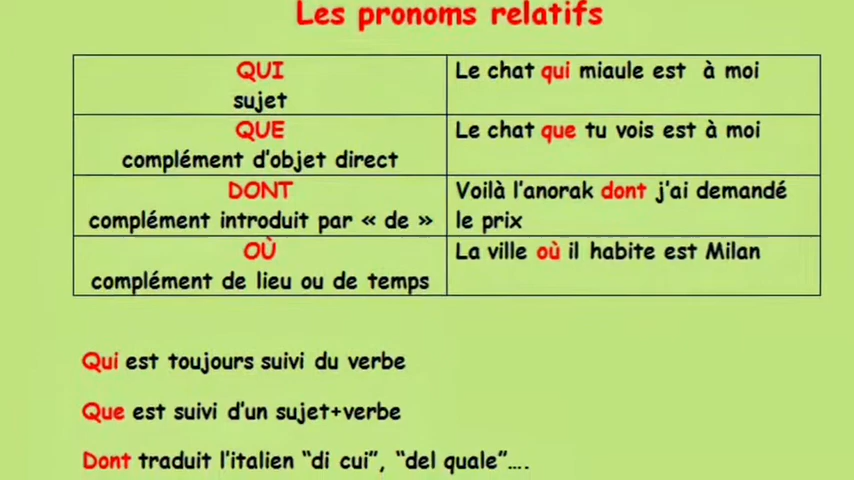 Les pronoms relatifs
QUI
sujet
Le chat qui miaule est à moi
QUE
complément d'objet direct
Le chat que tu vois est à moi
DONT
complément introduit par « de »
Voilà l'anorak dont j'ai demandé
le prix
OÙ
complément de lieu ou de temps
La ville où il habite est Milan
Qui est toujours suivi du verbe
Que est suivi d'un sujet+verbe
Dont traduit l'italien “di cui”, “del quale”….